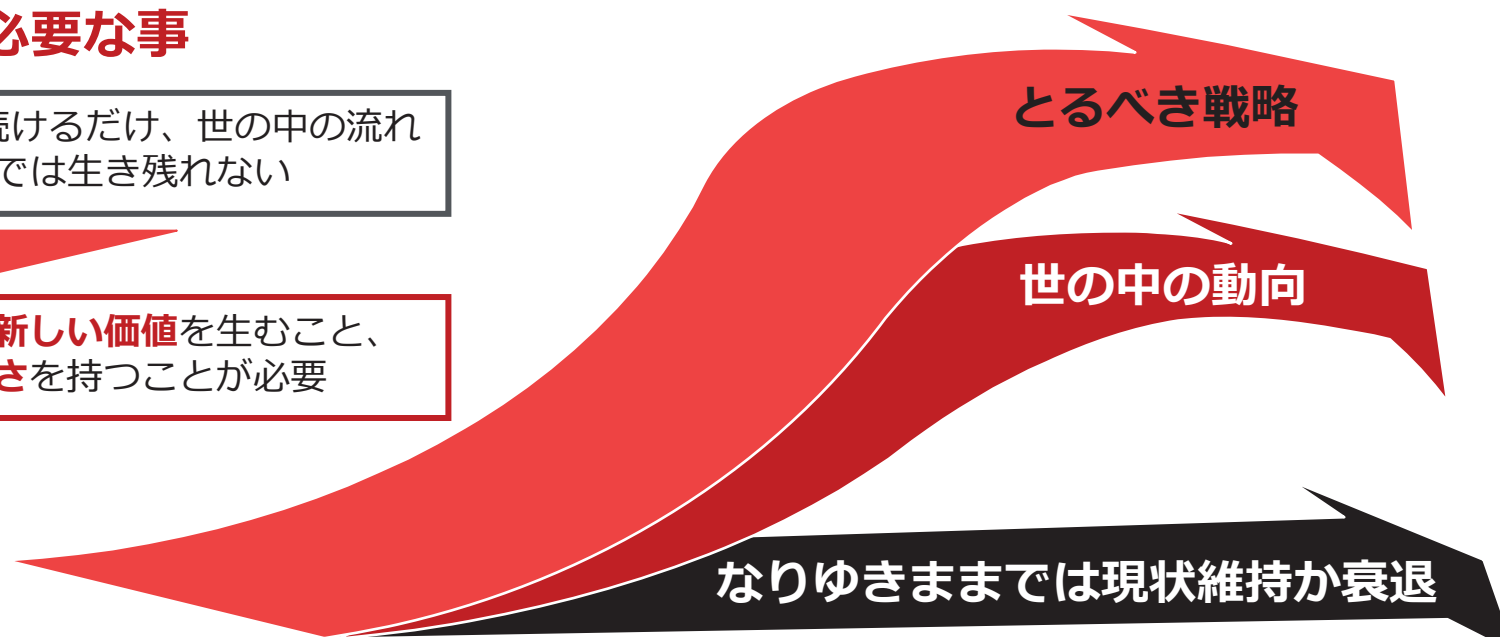 必要な事
続けるだけ、世の中の流れ
では生き残れない
新しい価値を生むこと、
さを持つことが必要
とるべき戦略
世の中の動向
なりゆきままでは現状維持か衰退